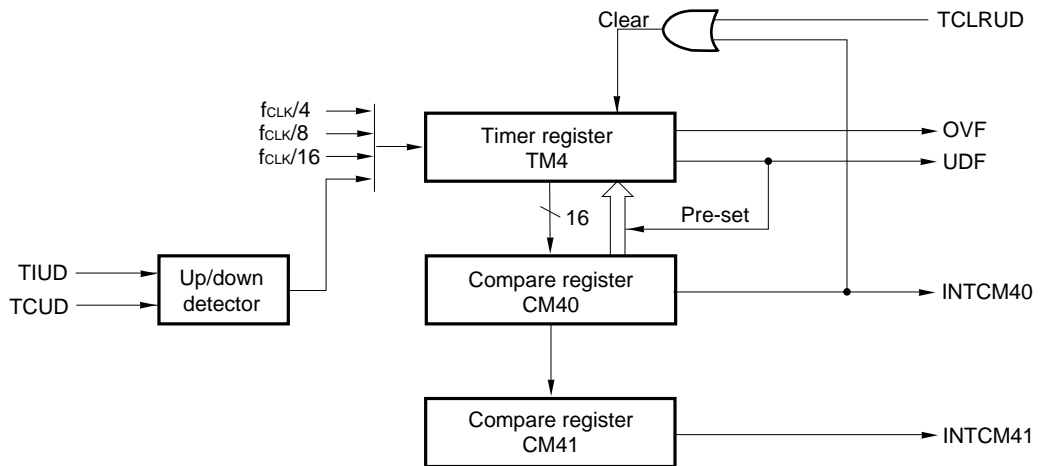 Clear
TCLRUD
fCLK/4
fCLK/8
fCLK/16
Timer register
TM4
OVF
UDF
16
Pre-set
TIUD
TCUD
Up/down
detector
Compare register
CM40
INTCM40
Compare register
CM41
INTCM41